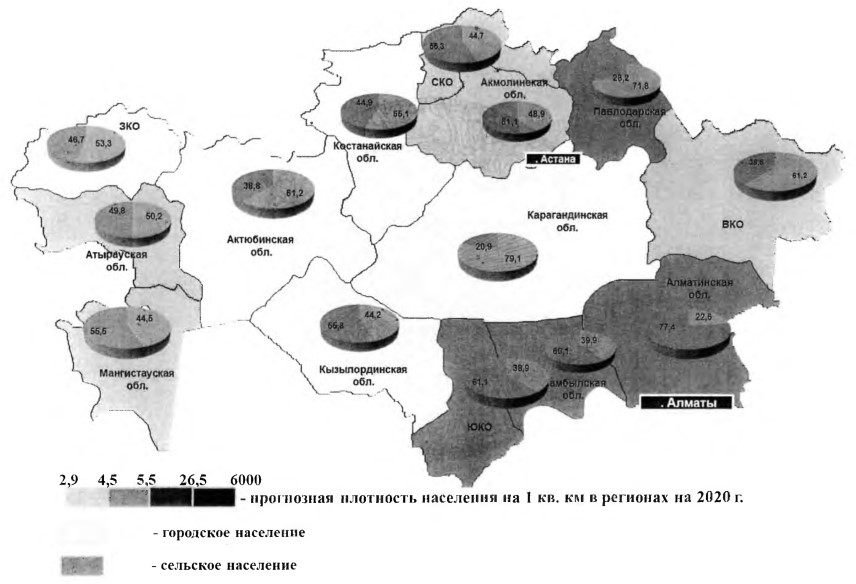 55,3 44,7
СКО
Акмолинская
обл.
51,1 48,9
28,2
71,8
Павлодарская
обл.
44,9
55,1
Костанайская
обл.
. Астана
ЗКО
46,7 53,3
49,8 50,2
Атырауская
обл.
38,8 61,2
Актюбинская
обл.
61,2
ВКО
Карагандинская
обл.
20,9
79,1
Алматинская
обл.
22,6
77,4
55,5 44,5
Мангистауская
обл.
55,8 44,2
Кызылординская
обл.
60,1 39,9
амбылская
обл.
61,1 38,9
ЮКО
. Алматы
2,9 4,5 5,5 26,5 6000
- прогнозная плотность населения на 1 кв. км в регионах на 2020 г.
- городское население
- сельское население